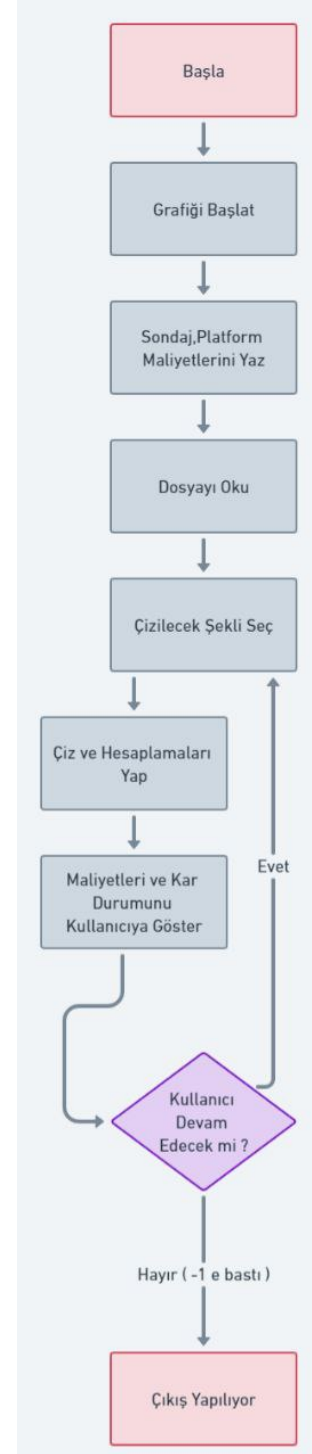 Başla
Grafiği Başlat
Sondaj,Platform
Maliyetlerini Yaz
Dosyayı Oku
Çizilecek Şekli Seç
Çiz ve Hesaplamaları
Yap
Evet
Maliyetleri ve Kar
Durumunu
Kullanıcıya Göster
Kullanıcı
Devam
Edecek mi ?
Hayır ( -1 e bastı )
Çıkış Yapılıyor